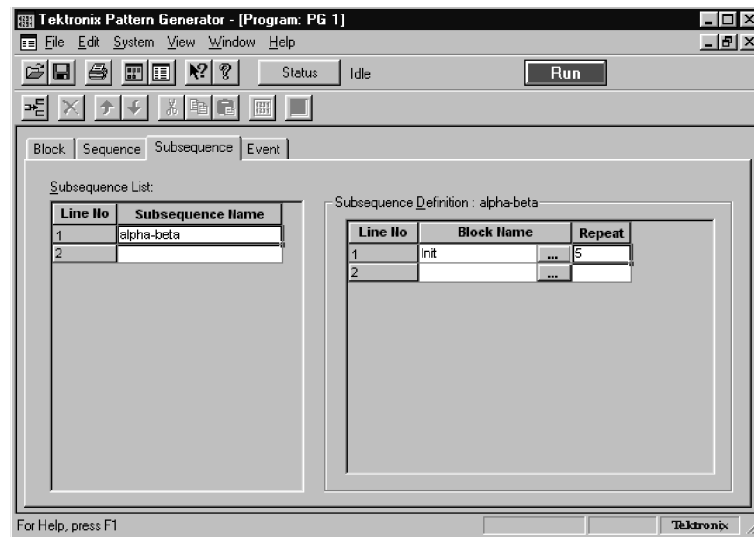 Tektronix Pattern Generator - [Program: PG 1]
File Edit System View Window Help
Status Idle Run
Block Sequence Subsequence Event
Subsequence List:
Line No Subsequence Name
1 alpha-beta
2
Subsequence Definition : alpha-beta
Line No Block Name Repeat
1 Init ... 5
2 ...
For Help, press F1
Tektronix